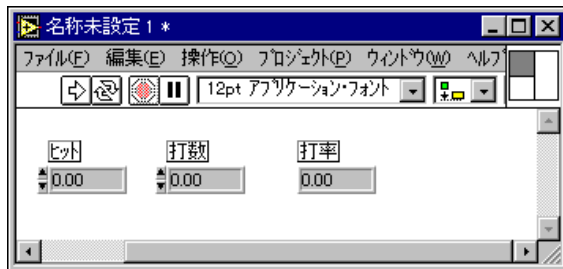 名称未設定 1 *
ﾌｧｲﾙ(F) 編集(E) 操作(O) ﾌﾟﾛｼﾞｪｸﾄ(P) ｳｨﾝﾄﾞｳ(W) ﾍﾙﾌﾟ
12pt ｱﾌﾟﾘｹｰｼｮﾝ･ﾌｫﾝﾄ
ﾋｯﾄ 打数 打率
0.00 0.00 0.00